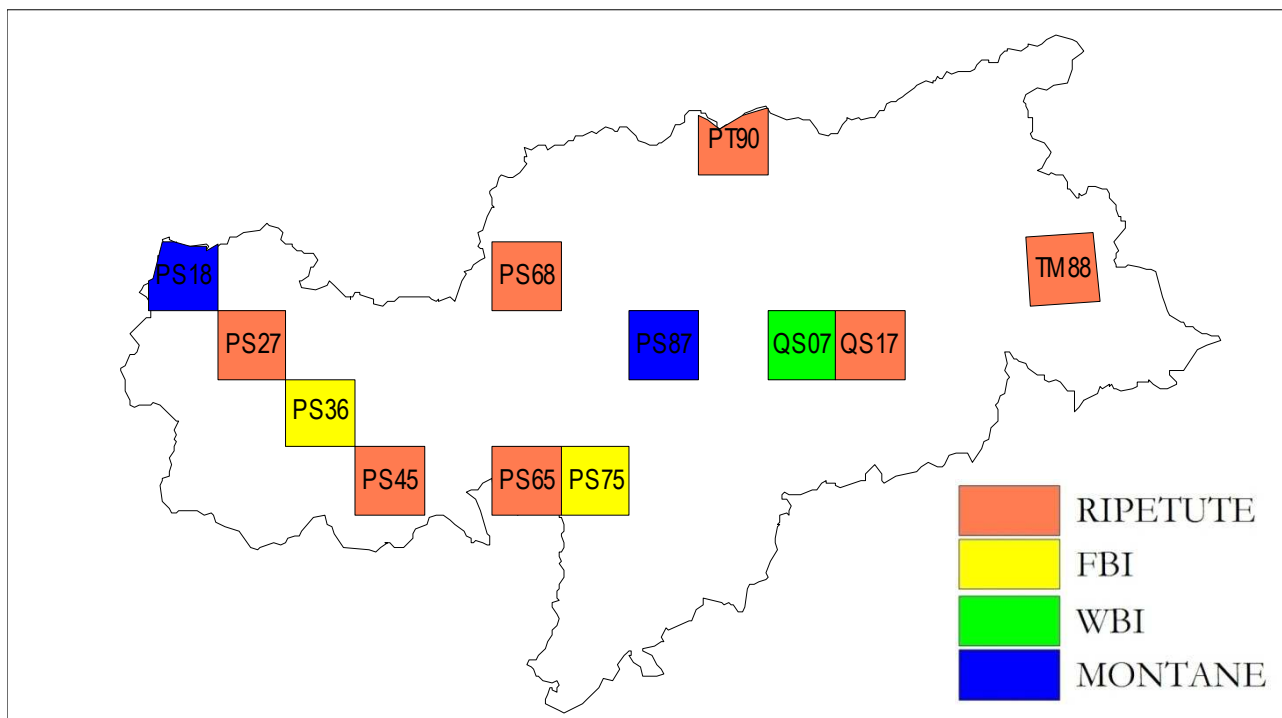 PT90
PS18
PS68
TM88
PS27
PS87
QS07
QS17
PS36
PS45
PS65
PS75
RIPETUTE
FBI
WBI
MONTANE